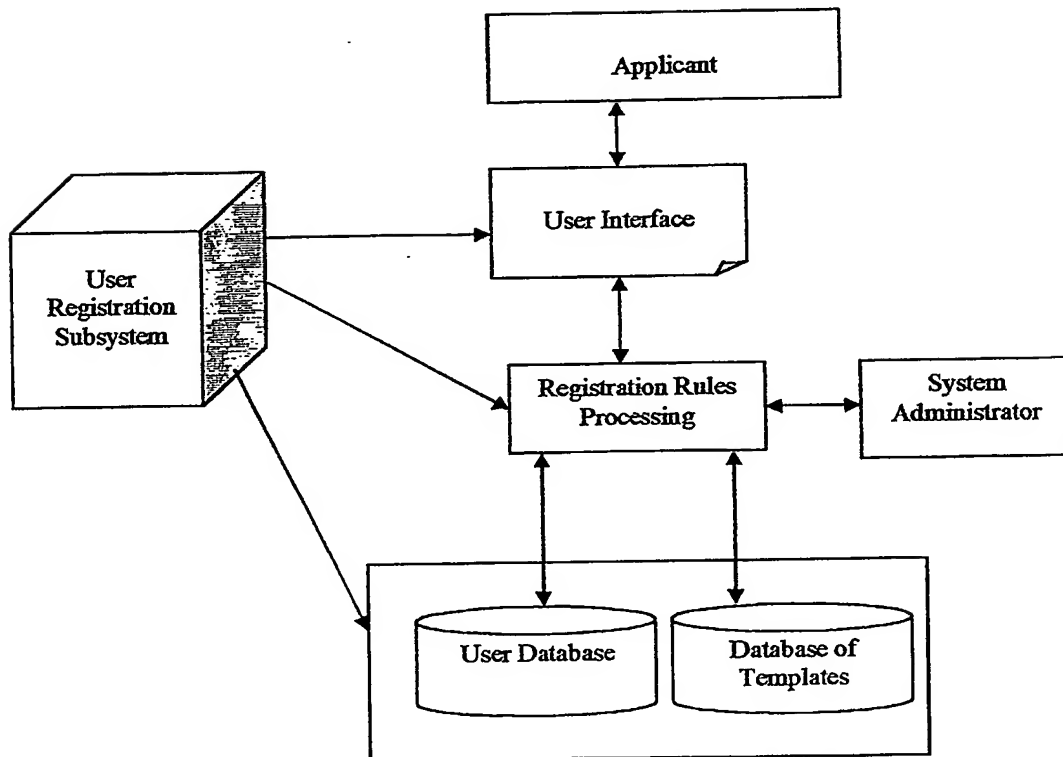 Applicant
User Interface
User
Registration
Subsystem
Registration Rules
Processing
System
Administrator
User Database
Database of
Templates